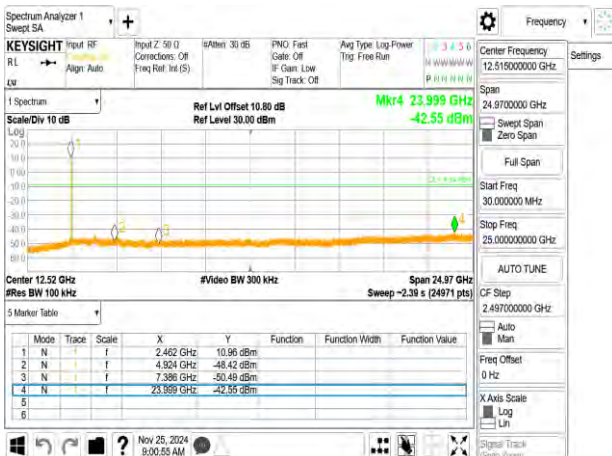 Spectrum Analyzer 1
Swept SA
+
Frequency
KEYSIGHT
Input: RF
Input Z: 50 Ω
#Atten: 30 dB
PNO: Fast
Avg Type: Log-Power
RL
Corrections: Off
Gate: Off
Trig: Free Run
Align: Auto
Freq Ref: Int (S)
IF Gain: Low
Sig Track: Off
P N N N N N
Center Frequency
12.515000000 GHz
Settings
Span
24.9700000 GHz
Swept Span
Zero Span
Full Span
Start Freq
30.000000 MHz
Stop Freq
25.000000000 GHz
AUTO TUNE
CF Step
2.497000000 GHz
Auto
Man
Freq Offset
0 Hz
X Axis Scale
Log
Lin
Signal Track
1 Spectrum
Ref Lvl Offset 10.80 dB
Mkr4 23.999 GHz
Scale/Div 10 dB
Ref Level 30.00 dBm
-42.55 dBm
Log
1
2
3
4
Center 12.52 GHz
#Video BW 300 kHz
Span 24.97 GHz
#Res BW 100 kHz
Sweep ~2.39 s (24971 pts)
5 Marker Table
Mode Trace Scale X Y Function Function Width Function Value
1 N 1 f 2.462 GHz 10.96 dBm
2 N 1 f 4.924 GHz -48.42 dBm
3 N 1 f 7.386 GHz -50.49 dBm
4 N 1 f 23.999 GHz -42.55 dBm
5
6
?
Nov 25, 2024
9:00:55 AM